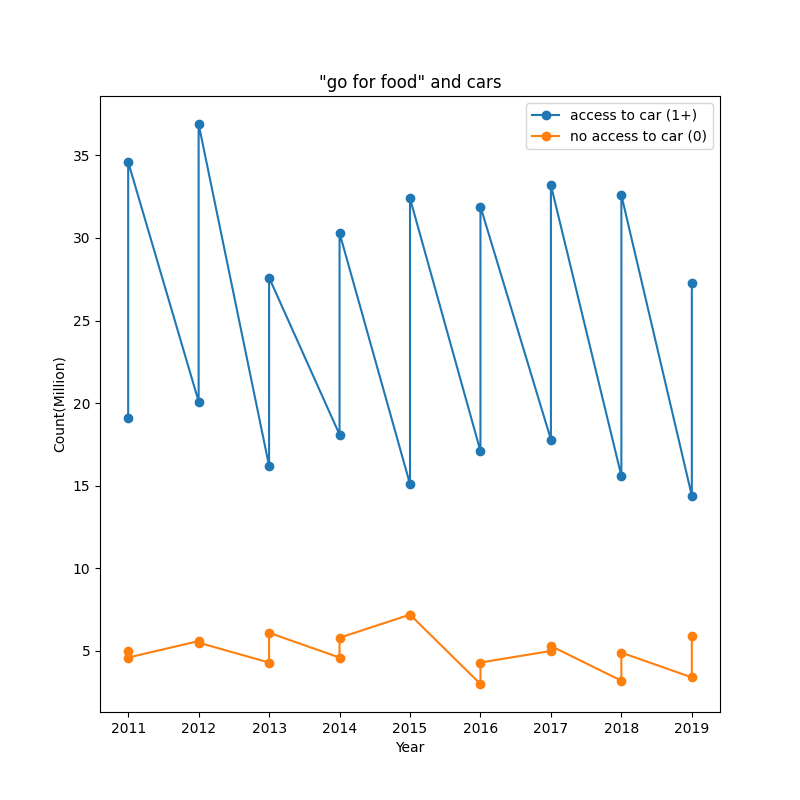 "go for food" and cars
access to car (1+)
no access to car (0)
Count(Million)
35
30
25
20
15
10
5
2011 2012 2013 2014 2015 2016 2017 2018 2019
Year